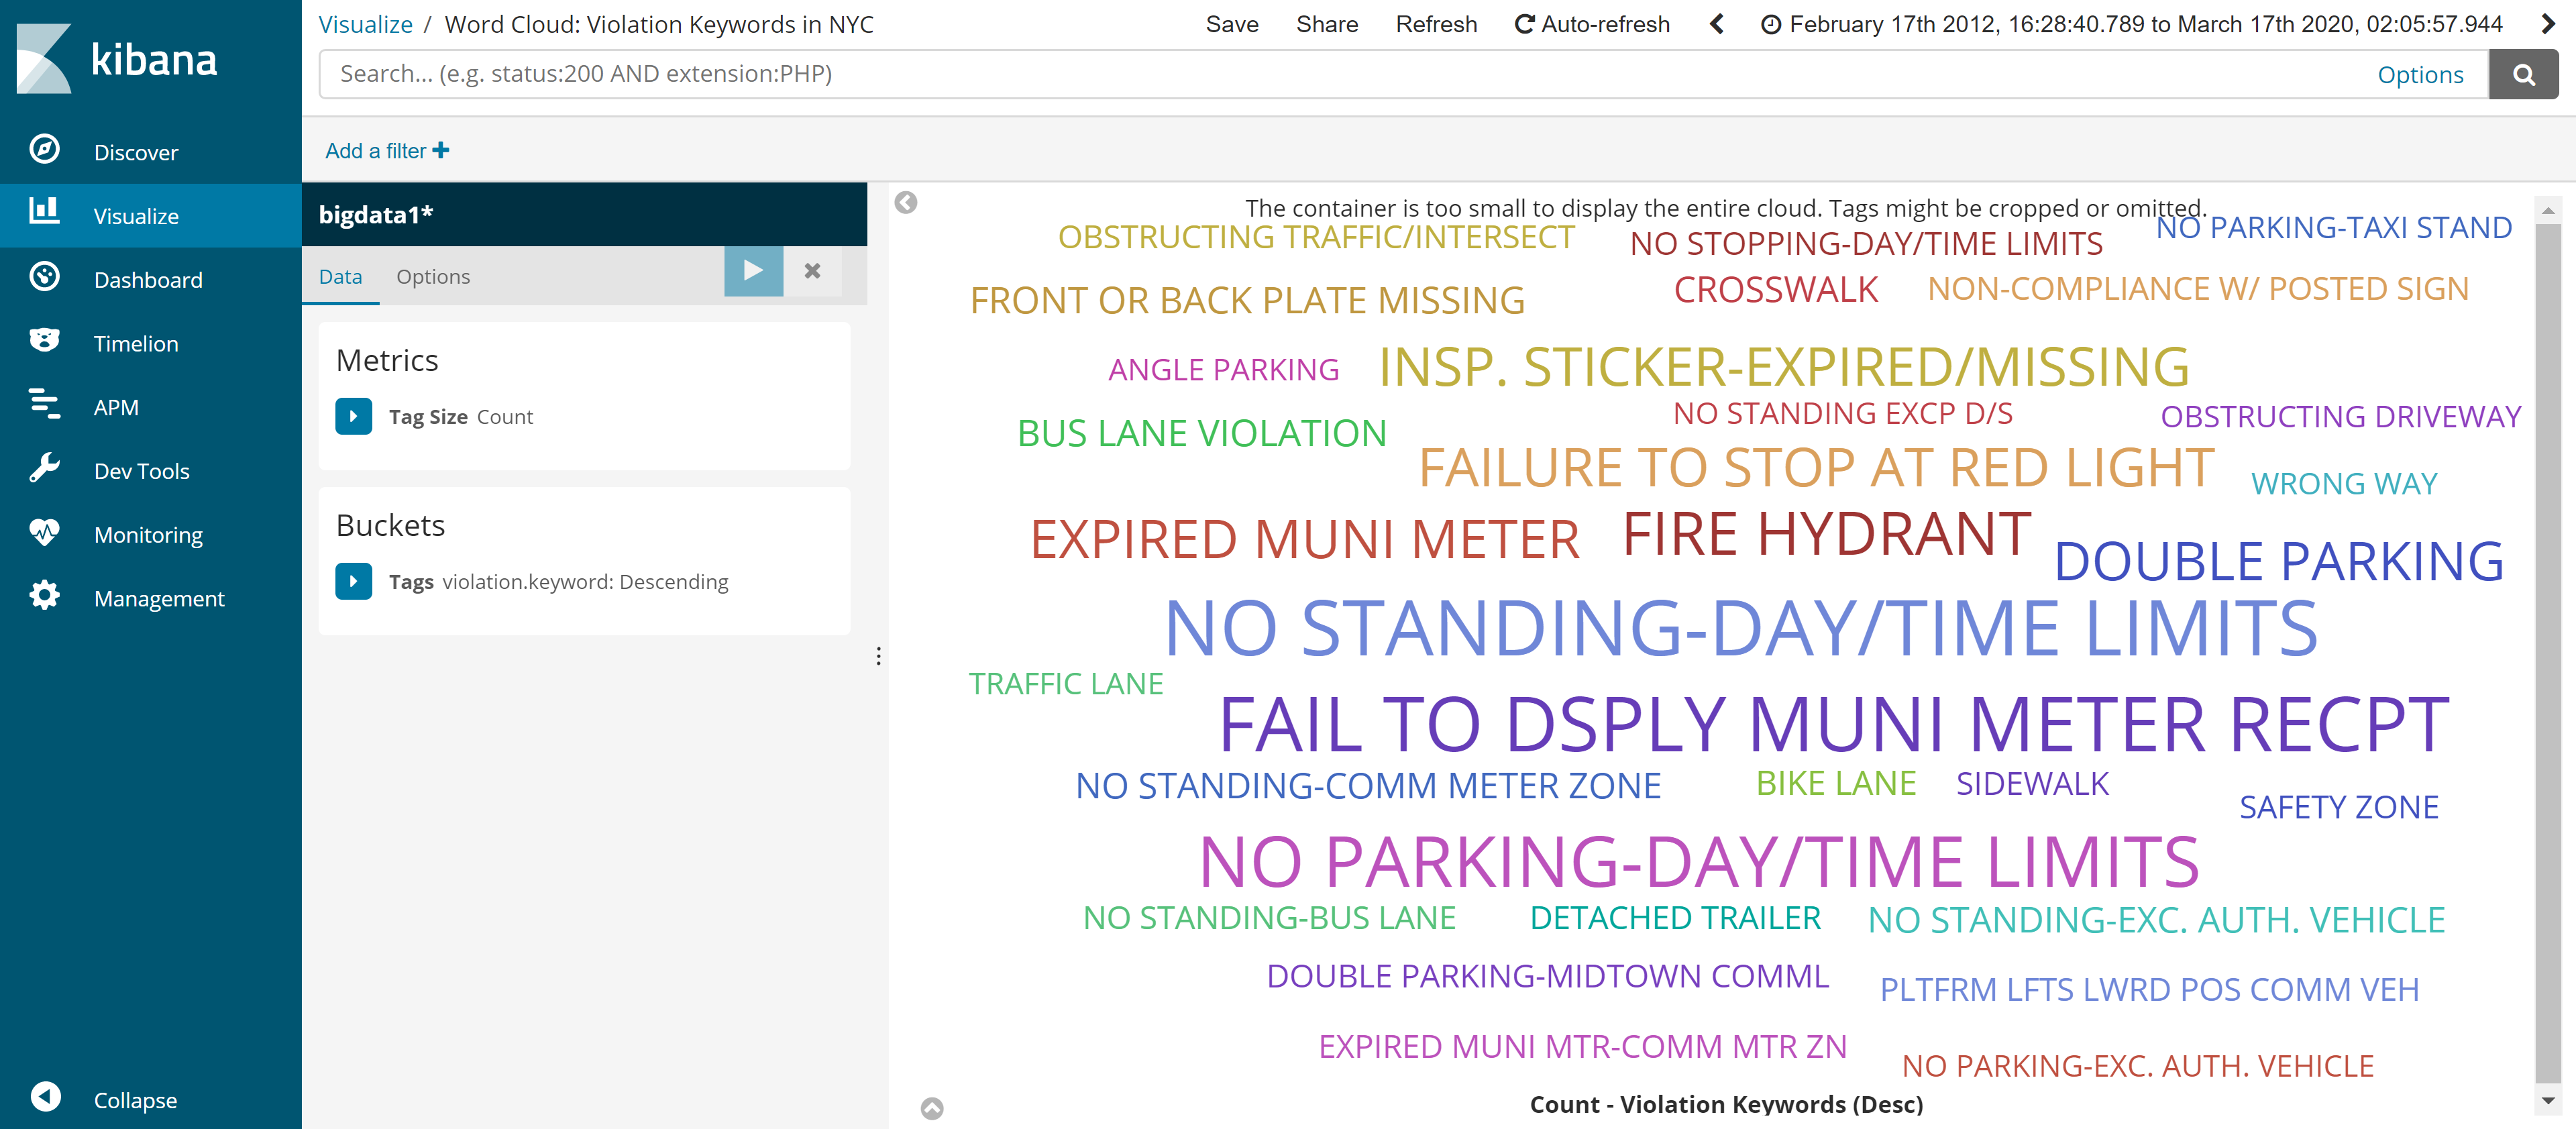 kibana
Discover
Visualize
Dashboard
Timelion
APM
Dev Tools
Monitoring
Management
Collapse
Visualize / Word Cloud: Violation Keywords in NYC
Save Share Refresh Auto-refresh February 17th 2012, 16:28:40.789 to March 17th 2020, 02:05:57.944
Search... (e.g. status:200 AND extension:PHP) Options
Add a filter
bigdata1*
Data Options
Metrics
Tag Size Count
Buckets
Tags violation.keyword: Descending
The container is too small to display the entire cloud. Tags might be cropped or omitted.
OBSTRUCTING TRAFFIC/INTERSECT NO STOPPING-DAY/TIME LIMITS NO PARKING-TAXI STAND
FRONT OR BACK PLATE MISSING CROSSWALK NON-COMPLIANCE W/ POSTED SIGN
ANGLE PARKING INSP. STICKER-EXPIRED/MISSING
BUS LANE VIOLATION NO STANDING EXCP D/S OBSTRUCTING DRIVEWAY
FAILURE TO STOP AT RED LIGHT WRONG WAY
EXPIRED MUNI METER FIRE HYDRANT DOUBLE PARKING
NO STANDING-DAY/TIME LIMITS
TRAFFIC LANE
FAIL TO DSPLY MUNI METER RECPT
NO STANDING-COMM METER ZONE BIKE LANE SIDEWALK SAFETY ZONE
NO PARKING-DAY/TIME LIMITS
NO STANDING-BUS LANE DETACHED TRAILER NO STANDING-EXC. AUTH. VEHICLE
DOUBLE PARKING-MIDTOWN COMML PLTFRM LFTS LWRD POS COMM VEH
EXPIRED MUNI MTR-COMM MTR ZN NO PARKING-EXC. AUTH. VEHICLE
Count - Violation Keywords (Desc)